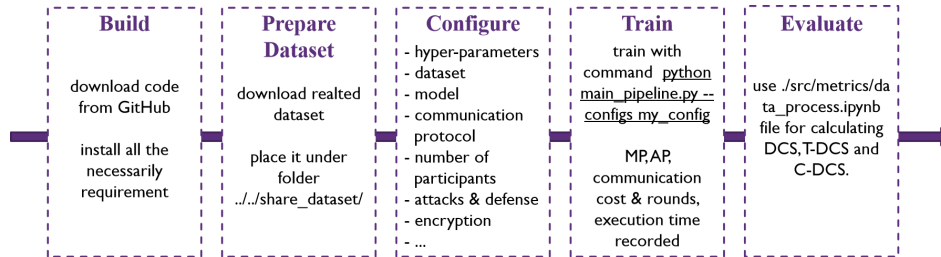 Build
download code
from GitHub
install all the
necessarily
requirement
Prepare
Dataset
download realted
dataset
place it under
folder
../../share_dataset/
Configure
- hyper-parameters
- dataset
- model
- communication
protocol
- number of
participants
- attacks & defense
- encryption
- ...
Train
train with
command python
main_pipeline.py --
configs my_config
MP, AP,
communication
cost & rounds,
execution time
recorded
Evaluate
use ./src/metrics/da
ta_process.ipynb
file for calculating
DCS, T-DCS and
C-DCS.